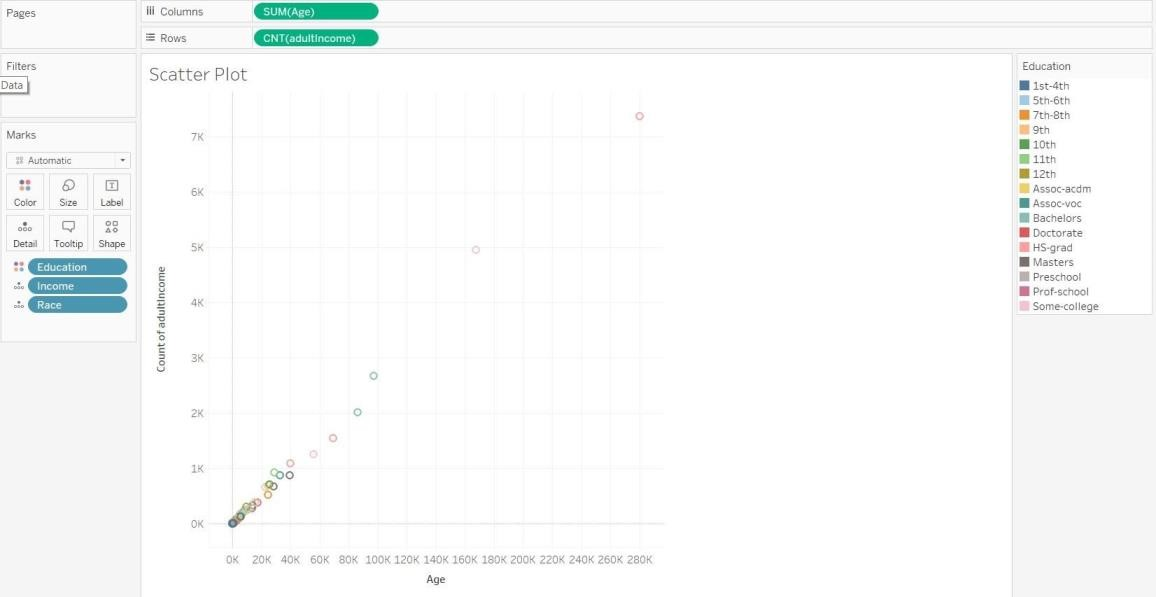 Pages
Columns
SUM(Age)
Rows
CNT(adultIncome)
Filters
Data
Marks
Automatic
Color
Size
Label
Detail
Tooltip
Shape
Education
Income
Race
Scatter Plot
Count of adultIncome
7K
6K
5K
4K
3K
2K
1K
0K
0K 20K 40K 60K 80K 100K 120K 140K 160K 180K 200K 220K 240K 260K 280K
Age
Education
1st-4th
5th-6th
7th-8th
9th
10th
11th
12th
Assoc-acdm
Assoc-voc
Bachelors
Doctorate
HS-grad
Masters
Preschool
Prof-school
Some-college